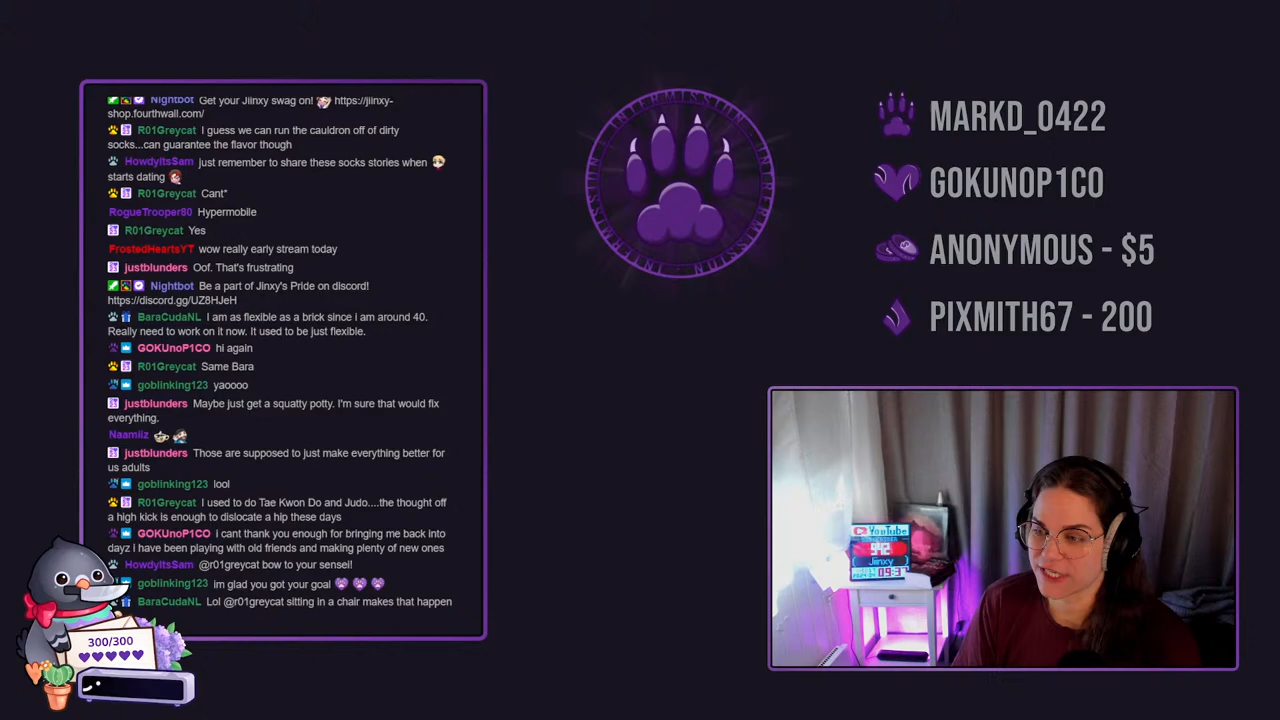 Nightbot Get your Jiinxy swag on! https://jiinxy-
shop.fourthwall.com/
R01Greycat I guess we can run the cauldron off of dirty
socks...can guarantee the flavor though
HowdyItsSam just remember to share these socks stories when
starts dating
R01Greycat Cant*
RogueTrooper80 Hypermobile
R01Greycat Yes
FrostedHeartsYT wow really early stream today
justblunders Oof. That's frustrating
Nightbot Be a part of Jinxy's Pride on discord!
https://discord.gg/UZ8HJeH
BaraCudaNL I am as flexible as a brick since i am around 40.
Really need to work on it now. It used to be just flexible.
GOKUnoP1CO hi again
R01Greycat Same Bara
goblinking123 yaoooo
justblunders Maybe just get a squatty potty. I'm sure that would fix
everything.
Naamiiz
justblunders Those are supposed to just make everything better for
us adults
goblinking123 lool
R01Greycat I used to do Tae Kwon Do and Judo....the thought off
a high kick is enough to dislocate a hip these days
GOKUnoP1CO i cant thank you enough for bringing me back into
dayz i have been playing with old friends and making plenty of new ones
HowdyItsSam @r01greycat bow to your sensei!
goblinking123 im glad you got your goal
BaraCudaNL Lol @r01greycat sitting in a chair makes that happen
300/300
INTERMISSION INTERMISSION INTERMISSION
MARKD_0422
GOKUNOP1CO
ANONYMOUS - $5
PIXMITH67 - 200
YouTube
942
Jiinxy
09:37